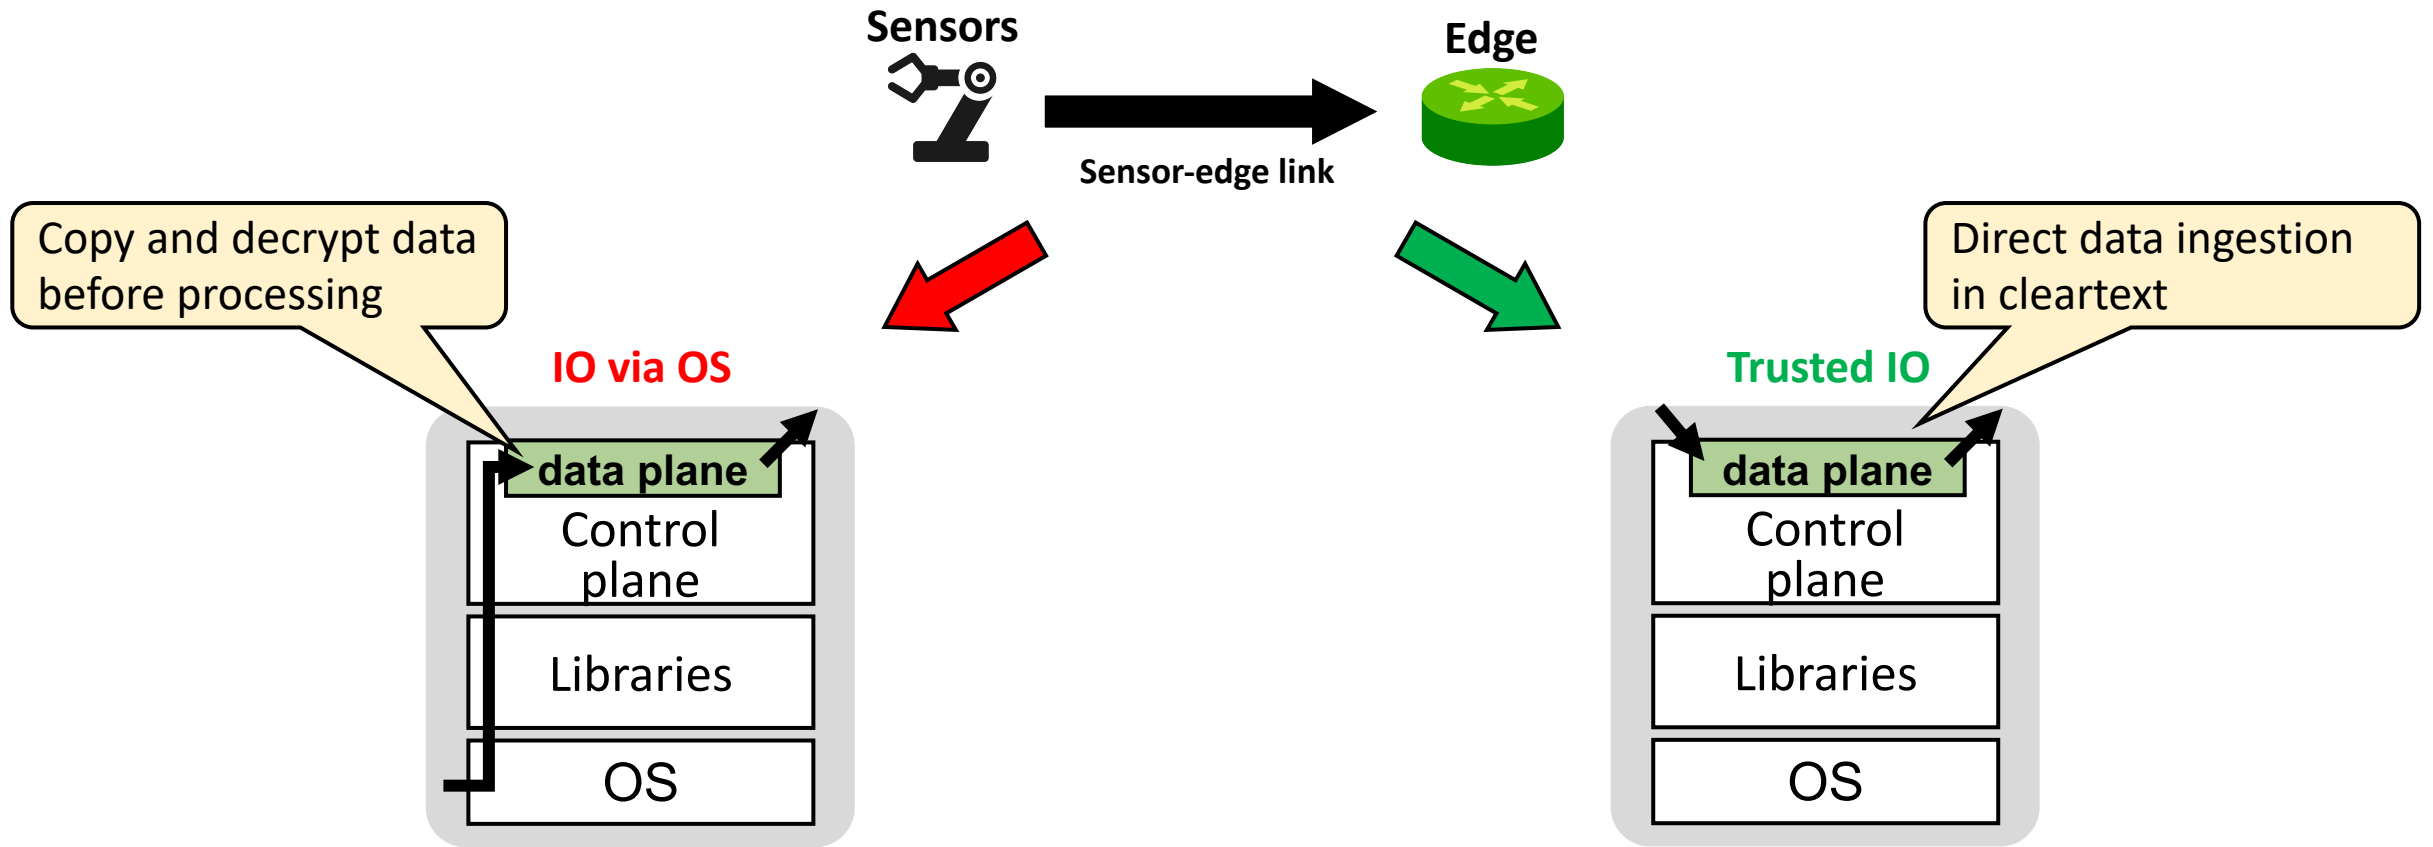 Sensors
Edge
Sensor-edge link
Copy and decrypt data
before processing
Direct data ingestion
in cleartext
IO via OS
data plane
Control
plane
Libraries
OS
Trusted IO
data plane
Control
plane
Libraries
OS